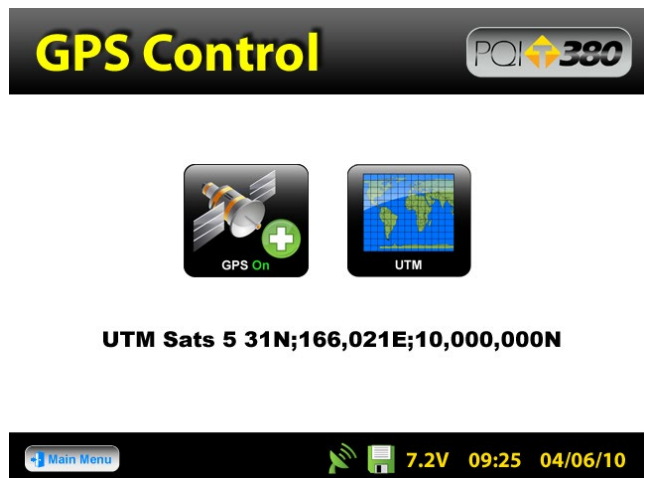 GPS Control
PQI T 380
GPS On
UTM
UTM Sats 5 31N;166,021E;10,000,000N
Main Menu
7.2V 09:25 04/06/10